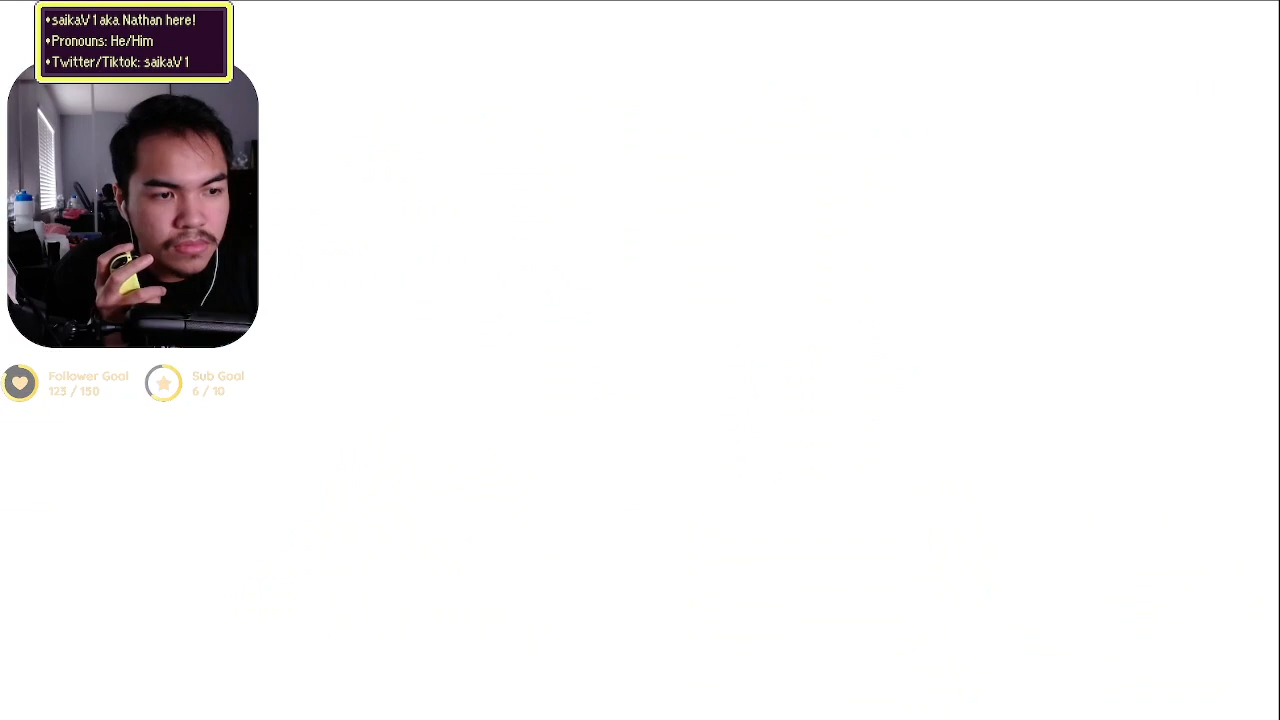 •saikaV1 aka Nathan here!
•Pronouns: He/Him
•Twitter/Tiktok: saikaV1
Follower Goal
123 / 150
Sub Goal
6 / 10